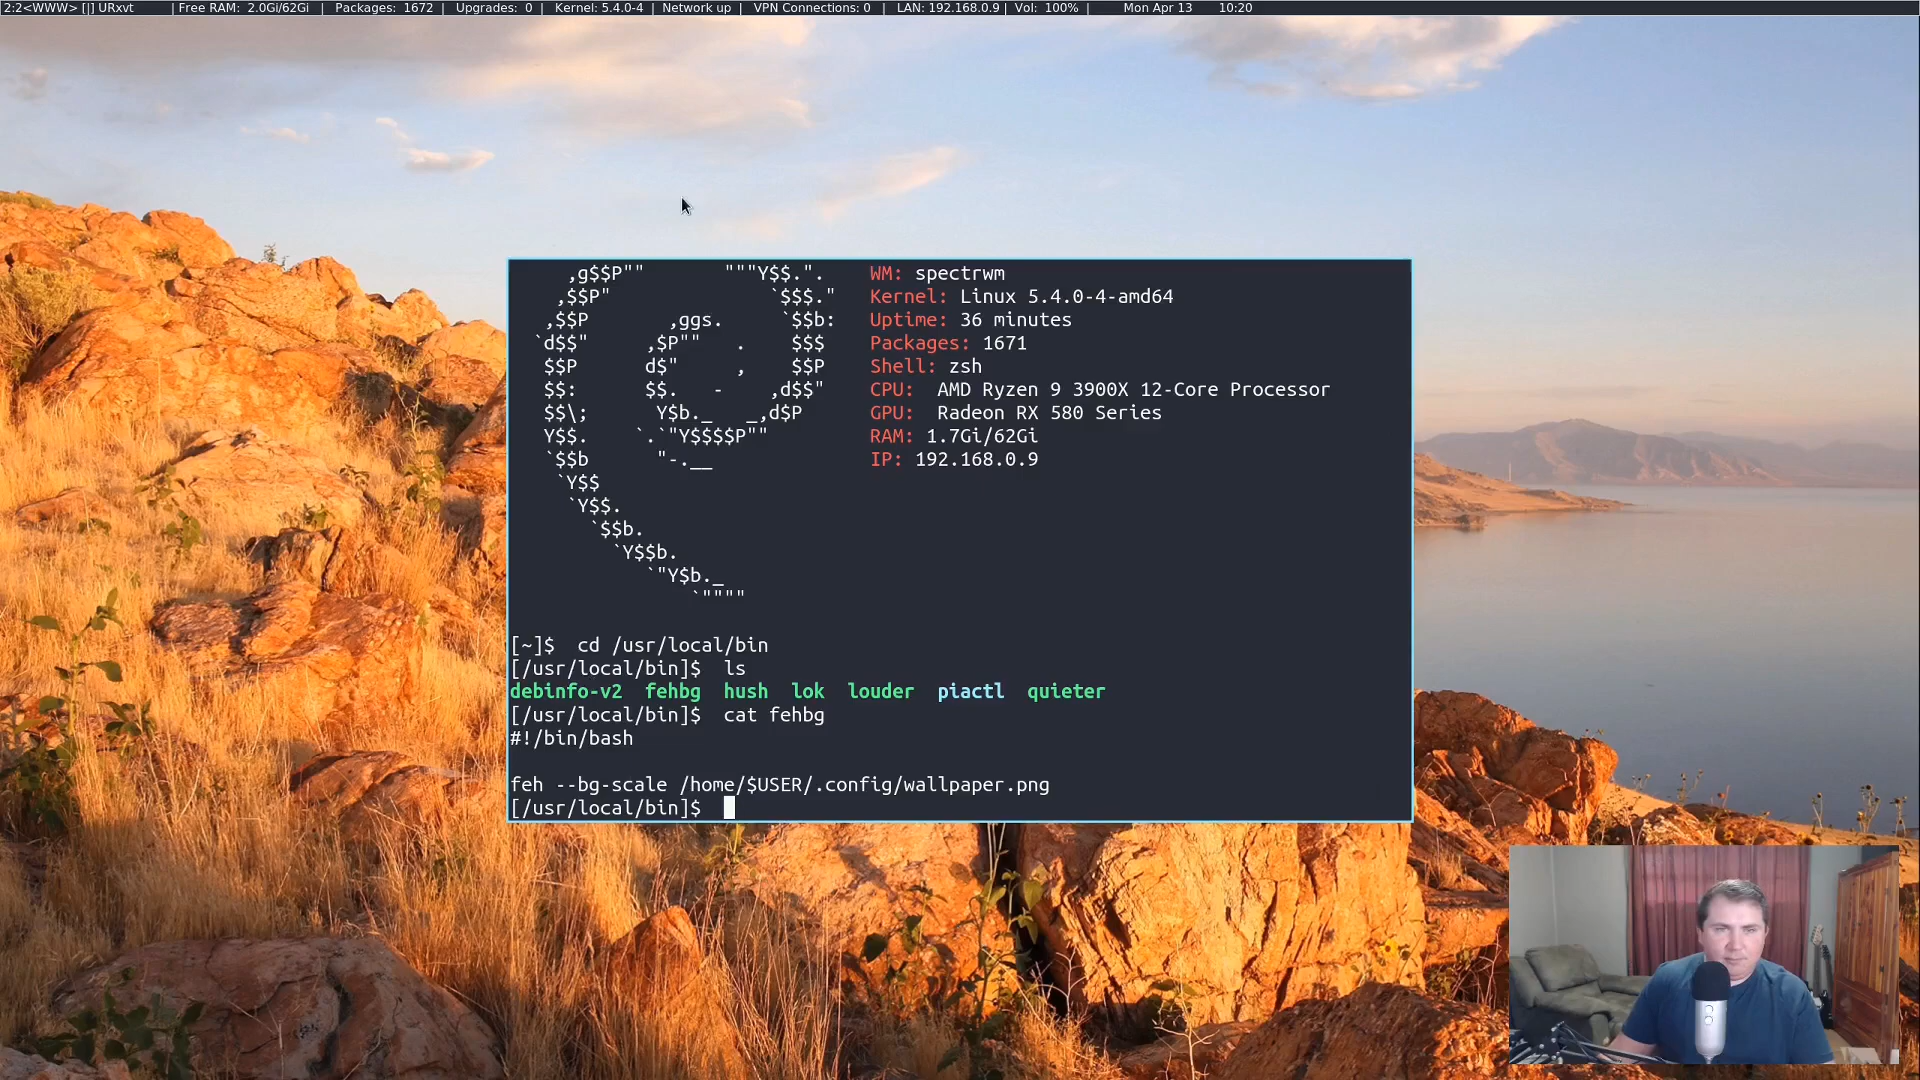 2:2<WWW> [|] URxvt | Free RAM: 2.0Gi/62Gi | Packages: 1672 | Upgrades: 0 | Kernel: 5.4.0-4 | Network up | VPN Connections: 0 | LAN: 192.168.0.9 | Vol: 100% | Mon Apr 13 10:20
,g$$P"" """Y$$.". WM: spectrwm
,$$P" `$$$." Kernel: Linux 5.4.0-4-amd64
,$$P ,ggs. `$$b: Uptime: 36 minutes
`d$$" ,$P"" . $$$ Packages: 1671
$$P d$" , $$P Shell: zsh
$$: $$. - ,d$$" CPU: AMD Ryzen 9 3900X 12-Core Processor
$$\; Y$b._ _,d$P GPU: Radeon RX 580 Series
Y$$. `.`"Y$$$$P"" RAM: 1.7Gi/62Gi
`$$b "-.__ IP: 192.168.0.9
`Y$$
`Y$$.
`$$b.
`Y$$b.
`"Y$b._
`""""
[~]$ cd /usr/local/bin
[/usr/local/bin]$ ls
debinfo-v2 fehbg hush lok louder piactl quieter
[/usr/local/bin]$ cat fehbg
#!/bin/bash
feh --bg-scale /home/$USER/.config/wallpaper.png
[/usr/local/bin]$